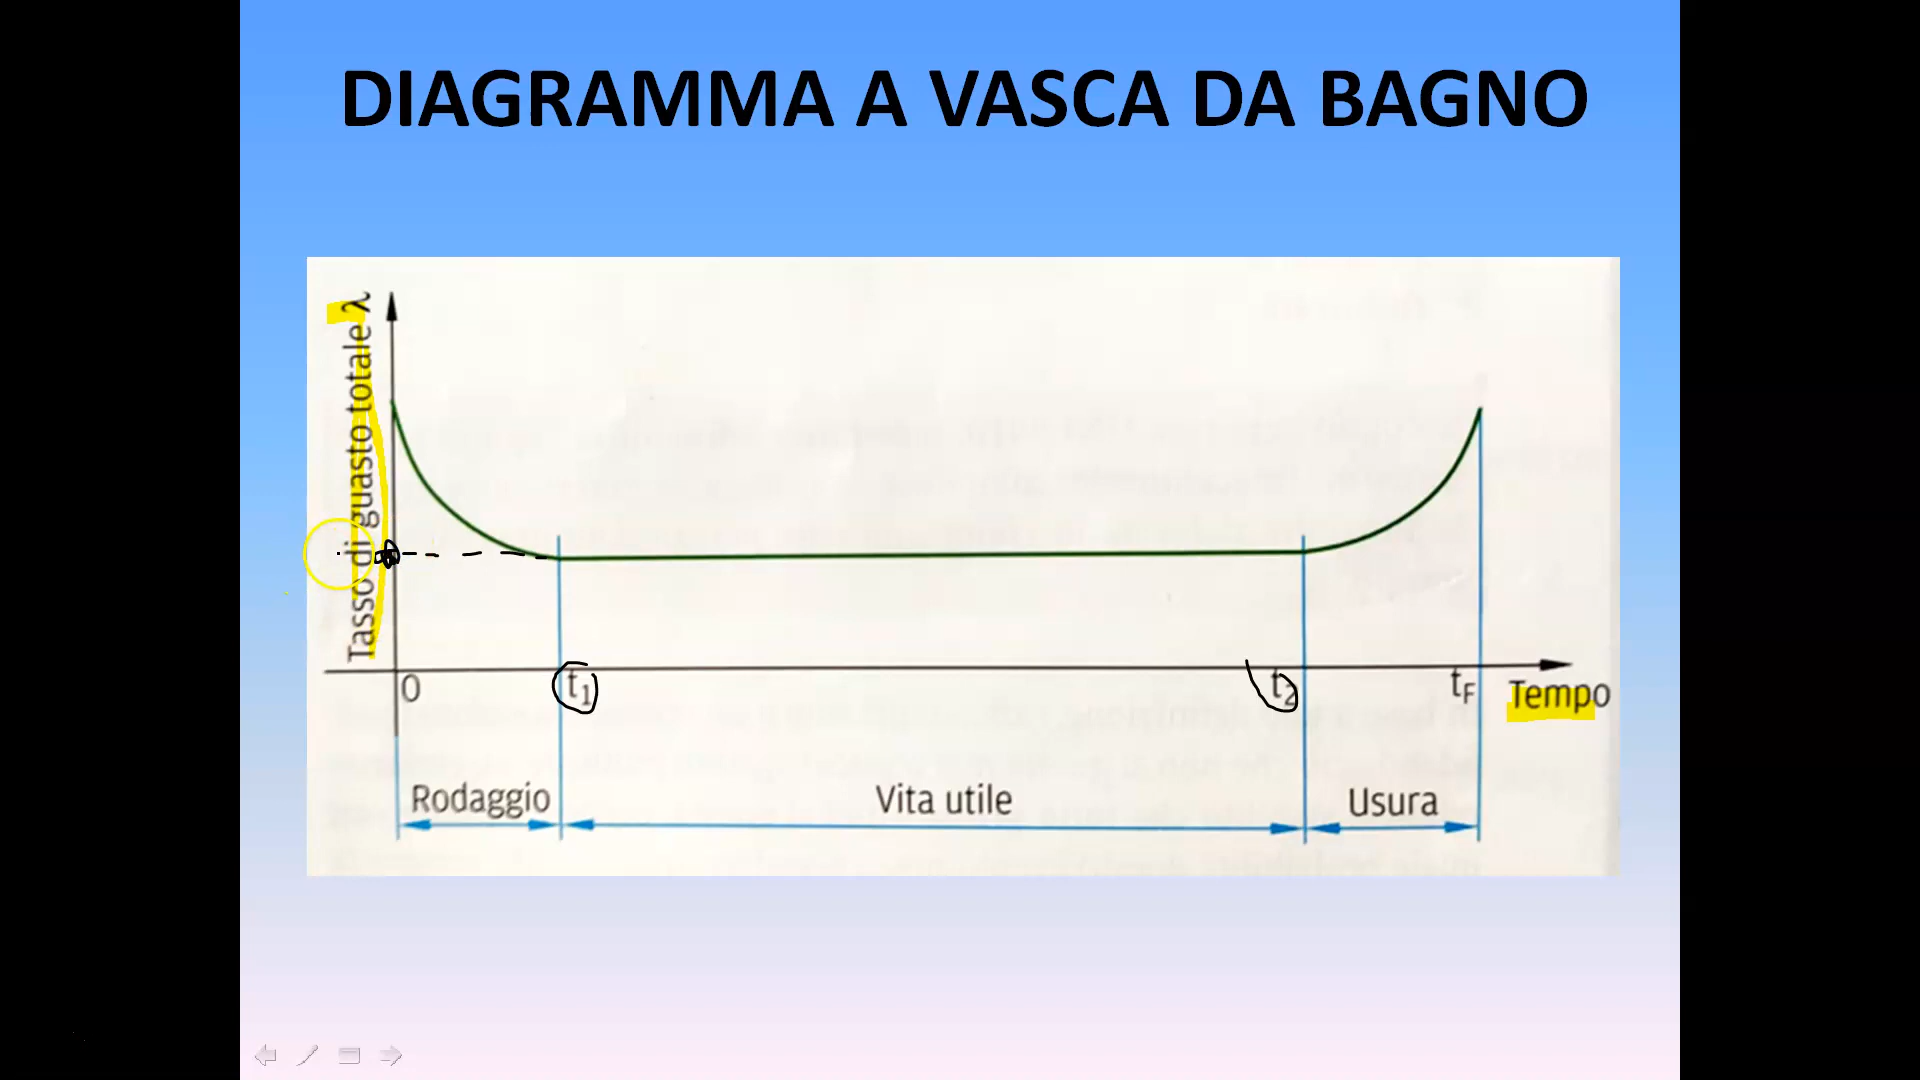 DIAGRAMMA A VASCA DA BAGNO
Tasso di guasto totale λ
0
t1
t2
tF
Tempo
Rodaggio
Vita utile
Usura